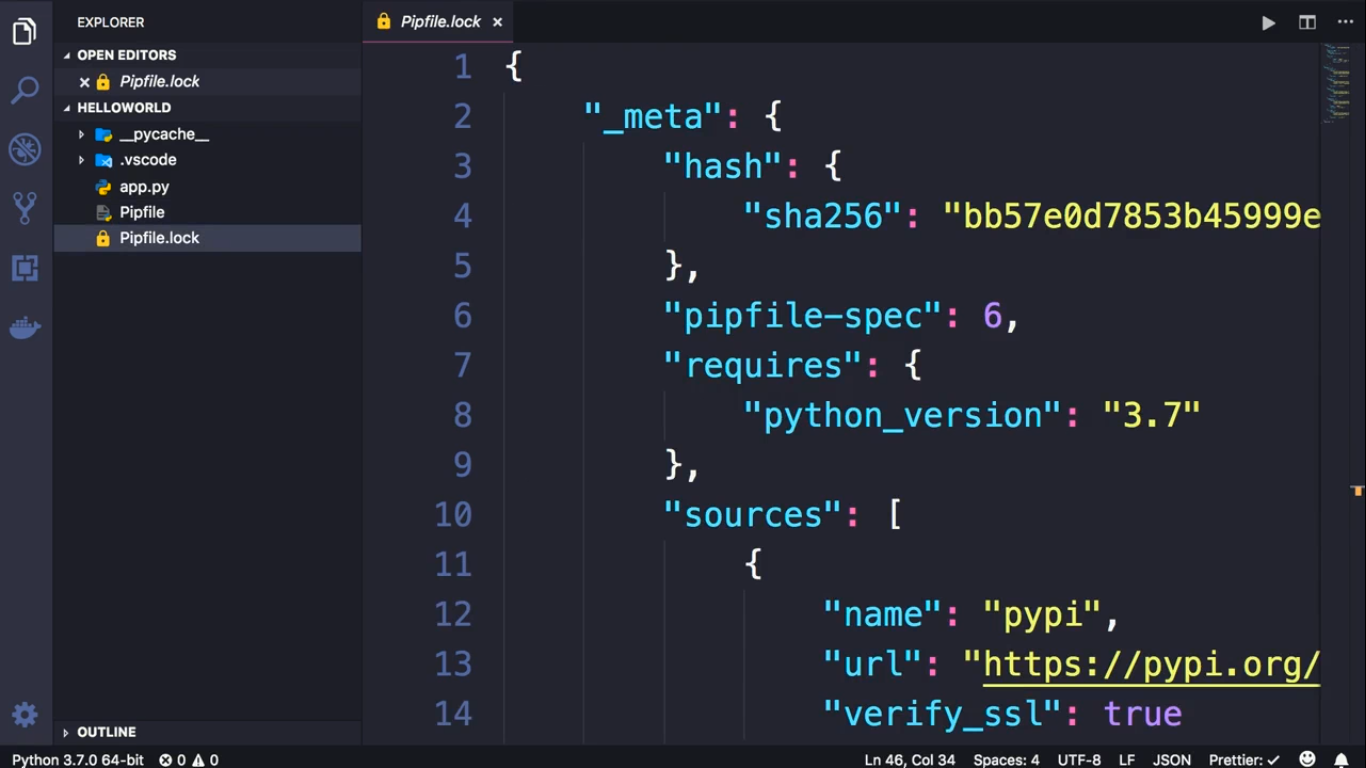 EXPLORER
OPEN EDITORS
Pipfile.lock
HELLOWORLD
__pycache__
.vscode
app.py
Pipfile
Pipfile.lock
OUTLINE
Pipfile.lock
1 {
2 "_meta": {
3 "hash": {
4 "sha256": "bb57e0d7853b45999e
5 },
6 "pipfile-spec": 6,
7 "requires": {
8 "python_version": "3.7"
9 },
10 "sources": [
11 {
12 "name": "pypi",
13 "url": "https://pypi.org/
14 "verify_ssl": true
Python 3.7.0 64-bit 0 0 Ln 46, Col 34 Spaces: 4 UTF-8 LF JSON Prettier: ✓